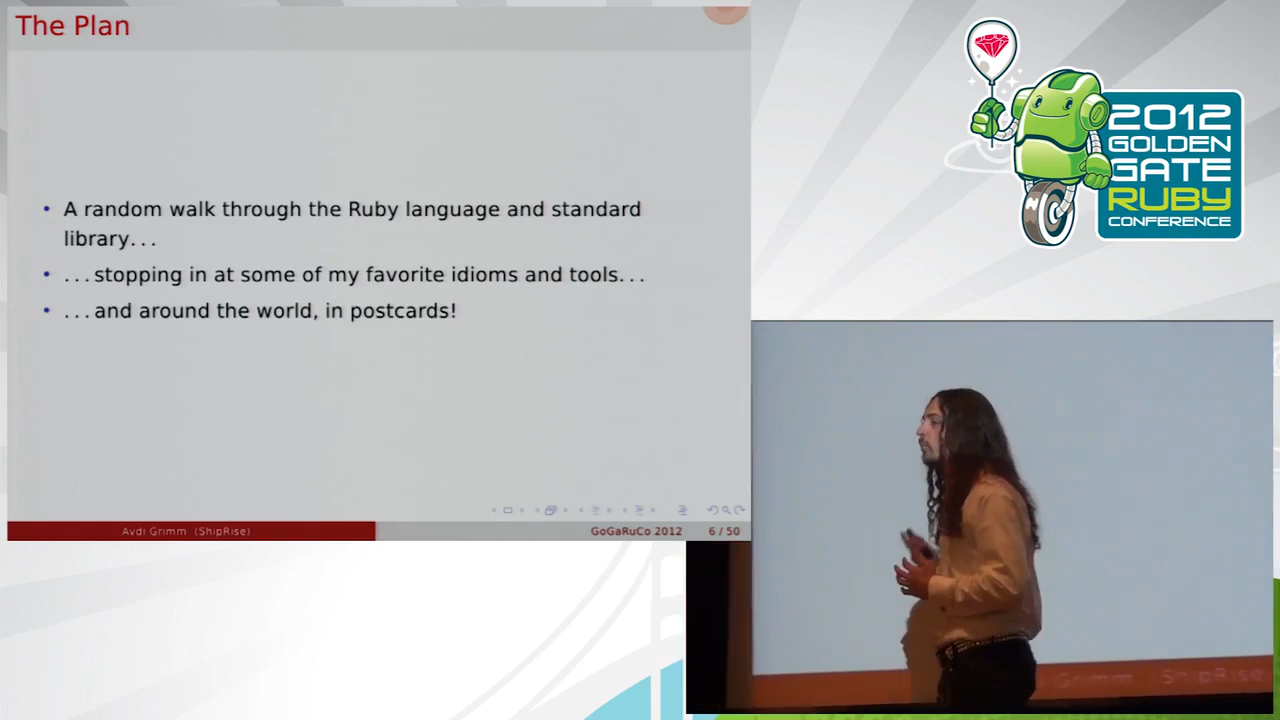 The Plan
• A random walk through the Ruby language and standard
library...
• ...stopping in at some of my favorite idioms and tools...
• ...and around the world, in postcards!
Avdi Grimm (ShipRise)
GoGaRuCo 2012
6 / 50
2012
GOLDEN
GATE
RUBY
CONFERENCE
Grimm ShipRise